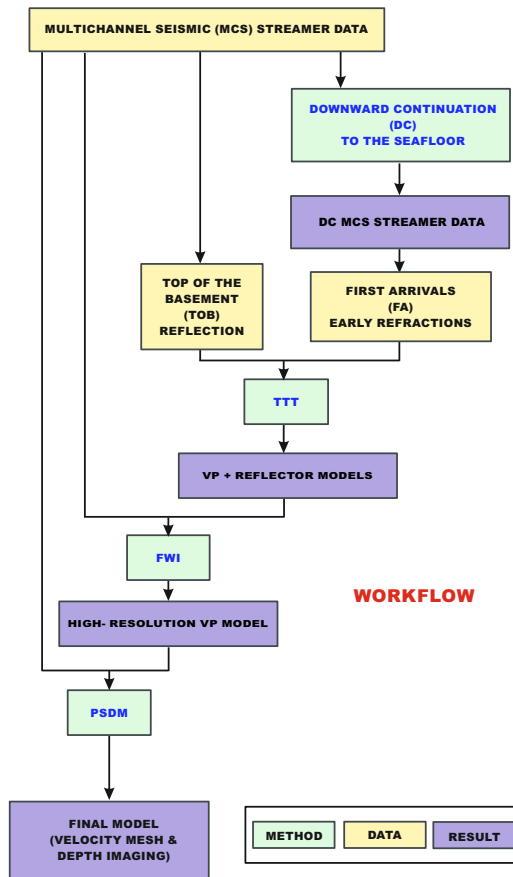 MULTICHANNEL SEISMIC (MCS) STREAMER DATA
DOWNWARD CONTINUATION
(DC)
TO THE SEAFLOOR
DC MCS STREAMER DATA
TOP OF THE
BASEMENT
(TOB)
REFLECTION
FIRST ARRIVALS
(FA)
EARLY REFRACTIONS
TTT
VP + REFLECTOR MODELS
FWI
WORKFLOW
HIGH- RESOLUTION VP MODEL
PSDM
FINAL MODEL
(VELOCITY MESH &
DEPTH IMAGING)
METHOD
DATA
RESULT